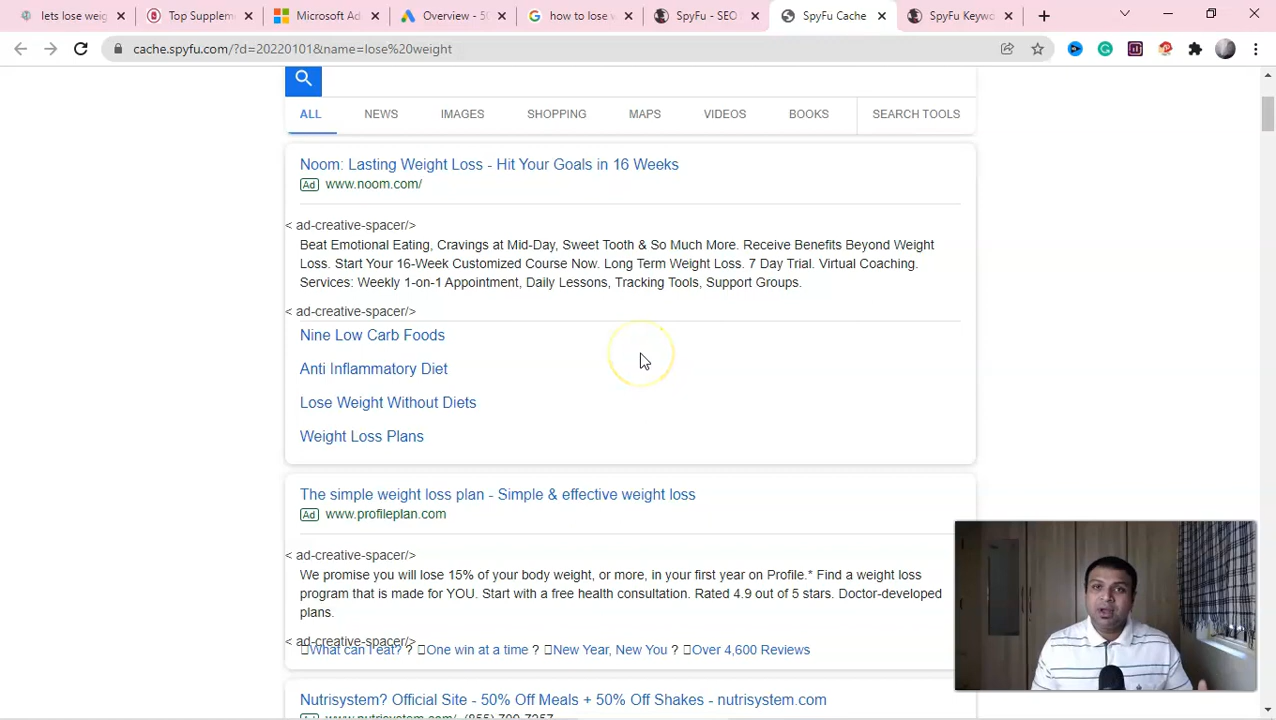 lets lose weig
Top Supplem
Microsoft Ad
Overview - 50
how to lose w
SpyFu - SEO
SpyFu Cache
SpyFu Keywo
cache.spyfu.com/?d=20220101&name=lose%20weight
ALL NEWS IMAGES SHOPPING MAPS VIDEOS BOOKS SEARCH TOOLS
Noom: Lasting Weight Loss - Hit Your Goals in 16 Weeks
Ad www.noom.com/
< ad-creative-spacer/>
Beat Emotional Eating, Cravings at Mid-Day, Sweet Tooth & So Much More. Receive Benefits Beyond Weight
Loss. Start Your 16-Week Customized Course Now. Long Term Weight Loss. 7 Day Trial. Virtual Coaching.
Services: Weekly 1-on-1 Appointment, Daily Lessons, Tracking Tools, Support Groups.
< ad-creative-spacer/>
Nine Low Carb Foods
Anti Inflammatory Diet
Lose Weight Without Diets
Weight Loss Plans
The simple weight loss plan - Simple & effective weight loss
Ad www.profileplan.com
< ad-creative-spacer/>
We promise you will lose 15% of your body weight, or more, in your first year on Profile.* Find a weight loss
program that is made for YOU. Start with a free health consultation. Rated 4.9 out of 5 stars. Doctor-developed
plans.
< ad-creative-spacer/>
What can I eat? ? One win at a time ? New Year, New You ? Over 4,600 Reviews
Nutrisystem? Official Site - 50% Off Meals + 50% Off Shakes - nutrisystem.com
Ad www.nutrisystem.com/ (855) 700-7257